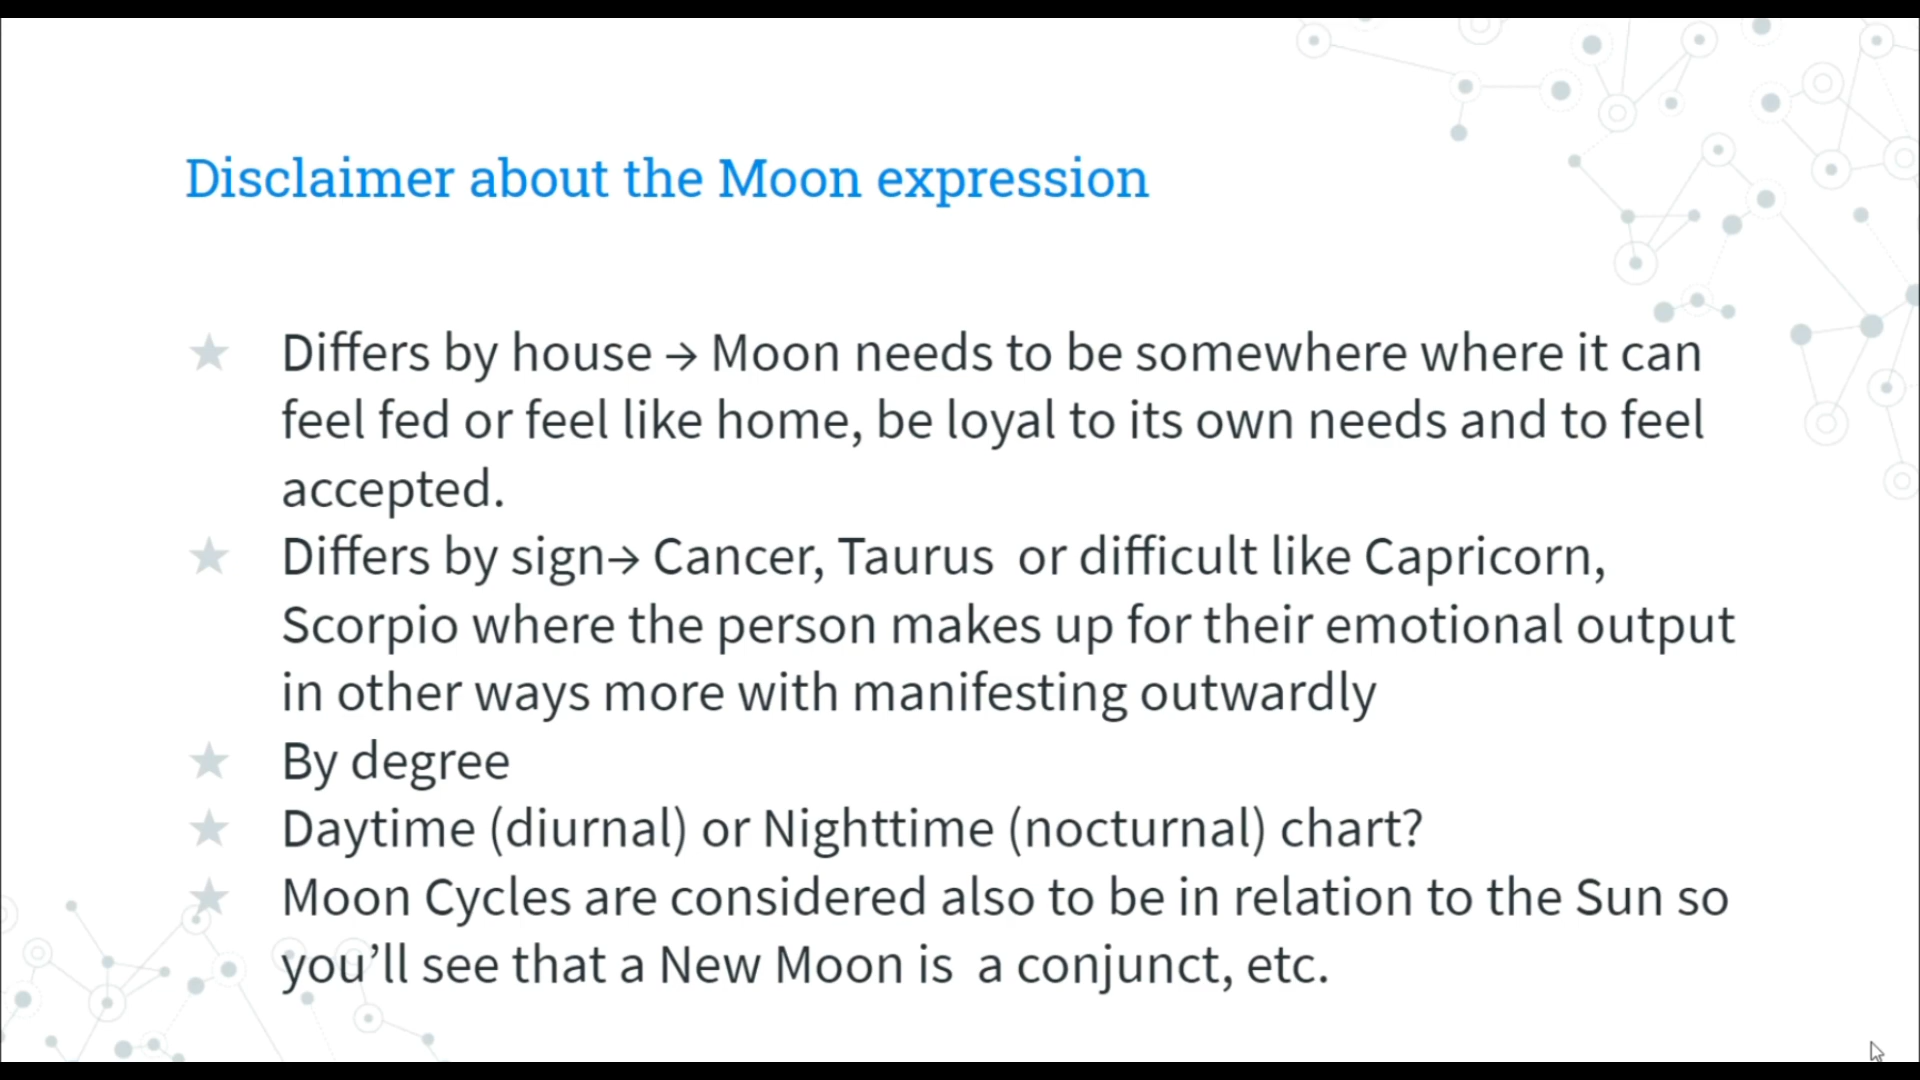 Disclaimer about the Moon expression
Differs by house → Moon needs to be somewhere where it can
feel fed or feel like home, be loyal to its own needs and to feel
accepted.
Differs by sign→ Cancer, Taurus  or difficult like Capricorn,
Scorpio where the person makes up for their emotional output
in other ways more with manifesting outwardly
By degree
Daytime (diurnal) or Nighttime (nocturnal) chart?
Moon Cycles are considered also to be in relation to the Sun so
you’ll see that a New Moon is  a conjunct, etc.